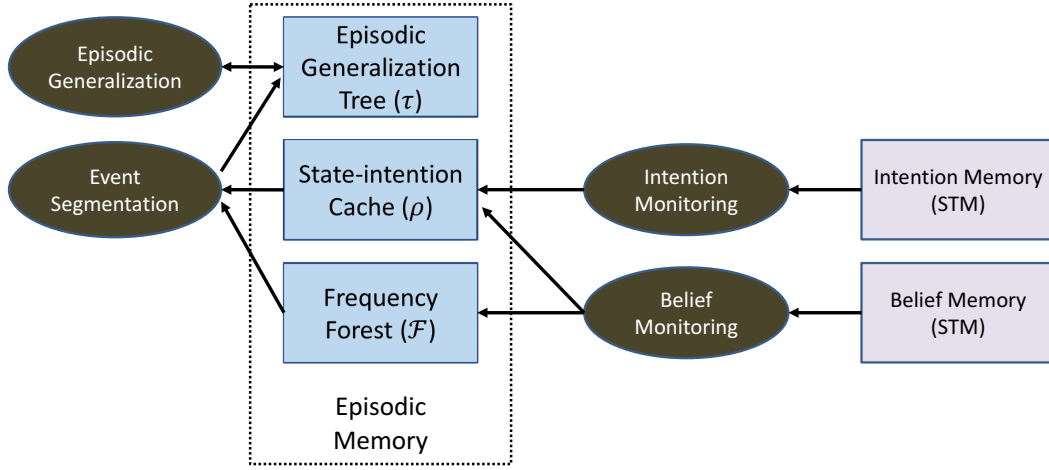 Episodic
Generalization
Episodic
Generalization
Tree (τ)
Event
Segmentation
State-intention
Cache (ρ)
Intention
Monitoring
Intention Memory
(STM)
Frequency
Forest (ℱ)
Belief
Monitoring
Belief Memory
(STM)
Episodic
Memory